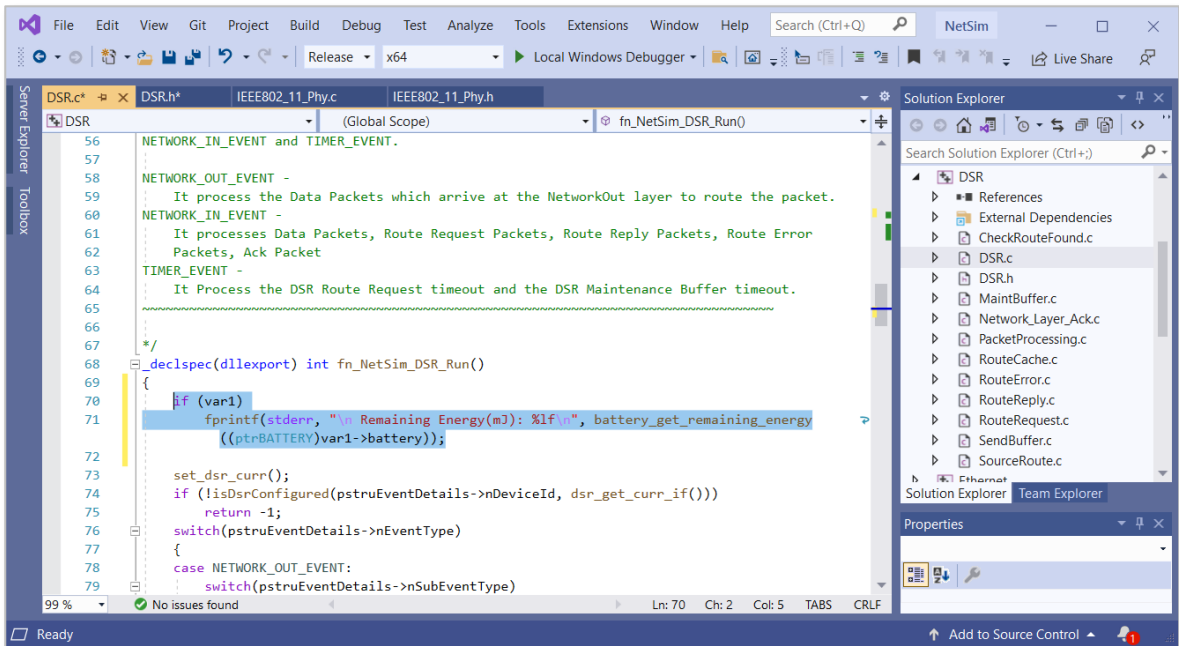 File Edit View Git Project Build Debug Test Analyze Tools Extensions Window Help Search (Ctrl+Q) NetSim
Release x64 Local Windows Debugger Live Share
Server Explorer
Toolbox
DSR.c* DSR.h* IEEE802_11_Phy.c IEEE802_11_Phy.h
DSR (Global Scope) fn_NetSim_DSR_Run()
56 NETWORK_IN_EVENT and TIMER_EVENT.
57
58 NETWORK_OUT_EVENT -
59 It process the Data Packets which arrive at the NetworkOut layer to route the packet.
60 NETWORK_IN_EVENT -
61 It processes Data Packets, Route Request Packets, Route Reply Packets, Route Error
62 Packets, Ack Packet
63 TIMER_EVENT -
64 It Process the DSR Route Request timeout and the DSR Maintenance Buffer timeout.
65 ~~~~~~~~~~~~~~~~~~~~~~~~~~~~~~~~~~~~~~~~~~~~~~~~~~~~~~~~~~~~~~~~~~~~~~~~~~~~~~~~
66
67 */
68 _declspec(dllexport) int fn_NetSim_DSR_Run()
69 {
70 if (var1)
71 fprintf(stderr, "\n Remaining Energy(mJ): %lf\n", battery_get_remaining_energy
((ptrBATTERY)var1->battery));
72
73 set_dsr_curr();
74 if (!isDsrConfigured(pstruEventDetails->nDeviceId, dsr_get_curr_if()))
75 return -1;
76 switch(pstruEventDetails->nEventType)
77 {
78 case NETWORK_OUT_EVENT:
79 switch(pstruEventDetails->nSubEventType)
99 % No issues found Ln: 70 Ch: 2 Col: 5 TABS CRLF
Solution Explorer
Search Solution Explorer (Ctrl+;)
DSR
References
External Dependencies
CheckRouteFound.c
DSR.c
DSR.h
MaintBuffer.c
Network_Layer_Ack.c
PacketProcessing.c
RouteCache.c
RouteError.c
RouteReply.c
RouteRequest.c
SendBuffer.c
SourceRoute.c
Ethernet
Solution Explorer Team Explorer
Properties
Ready Add to Source Control 1